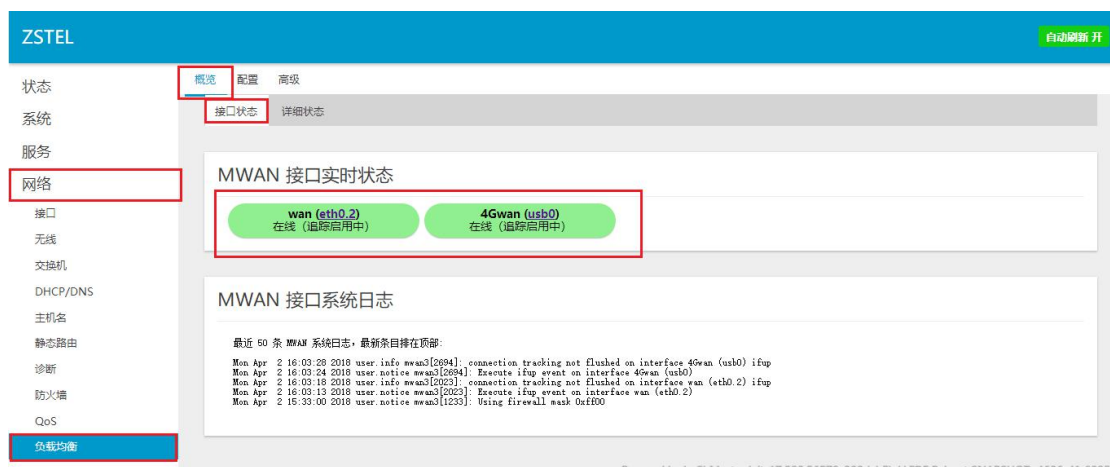 ZSTEL
自动刷新 开
状态
系统
服务
网络
接口
无线
交换机
DHCP/DNS
主机名
静态路由
诊断
防火墙
QoS
负载均衡
概览 配置 高级
接口状态 详细状态
MWAN 接口实时状态
wan (eth0.2)
在线（追踪启用中）
4Gwan (usb0)
在线（追踪启用中）
MWAN 接口系统日志
最近 50 条 MWAN 系统日志，最新条目排在顶部:
Mon Apr 2 16:03:28 2018 user.info mwan3[2694]: connection tracking not flushed on interface 4Gwan (usb0) ifup
Mon Apr 2 16:03:24 2018 user.notice mwan3[2694]: Execute ifup event on interface 4Gwan (usb0)
Mon Apr 2 16:03:18 2018 user.info mwan3[2023]: connection tracking not flushed on interface wan (eth0.2) ifup
Mon Apr 2 16:03:13 2018 user.notice mwan3[2023]: Execute ifup event on interface wan (eth0.2)
Mon Apr 2 15:33:00 2018 user.notice mwan3[1233]: Using firewall mask 0xff00